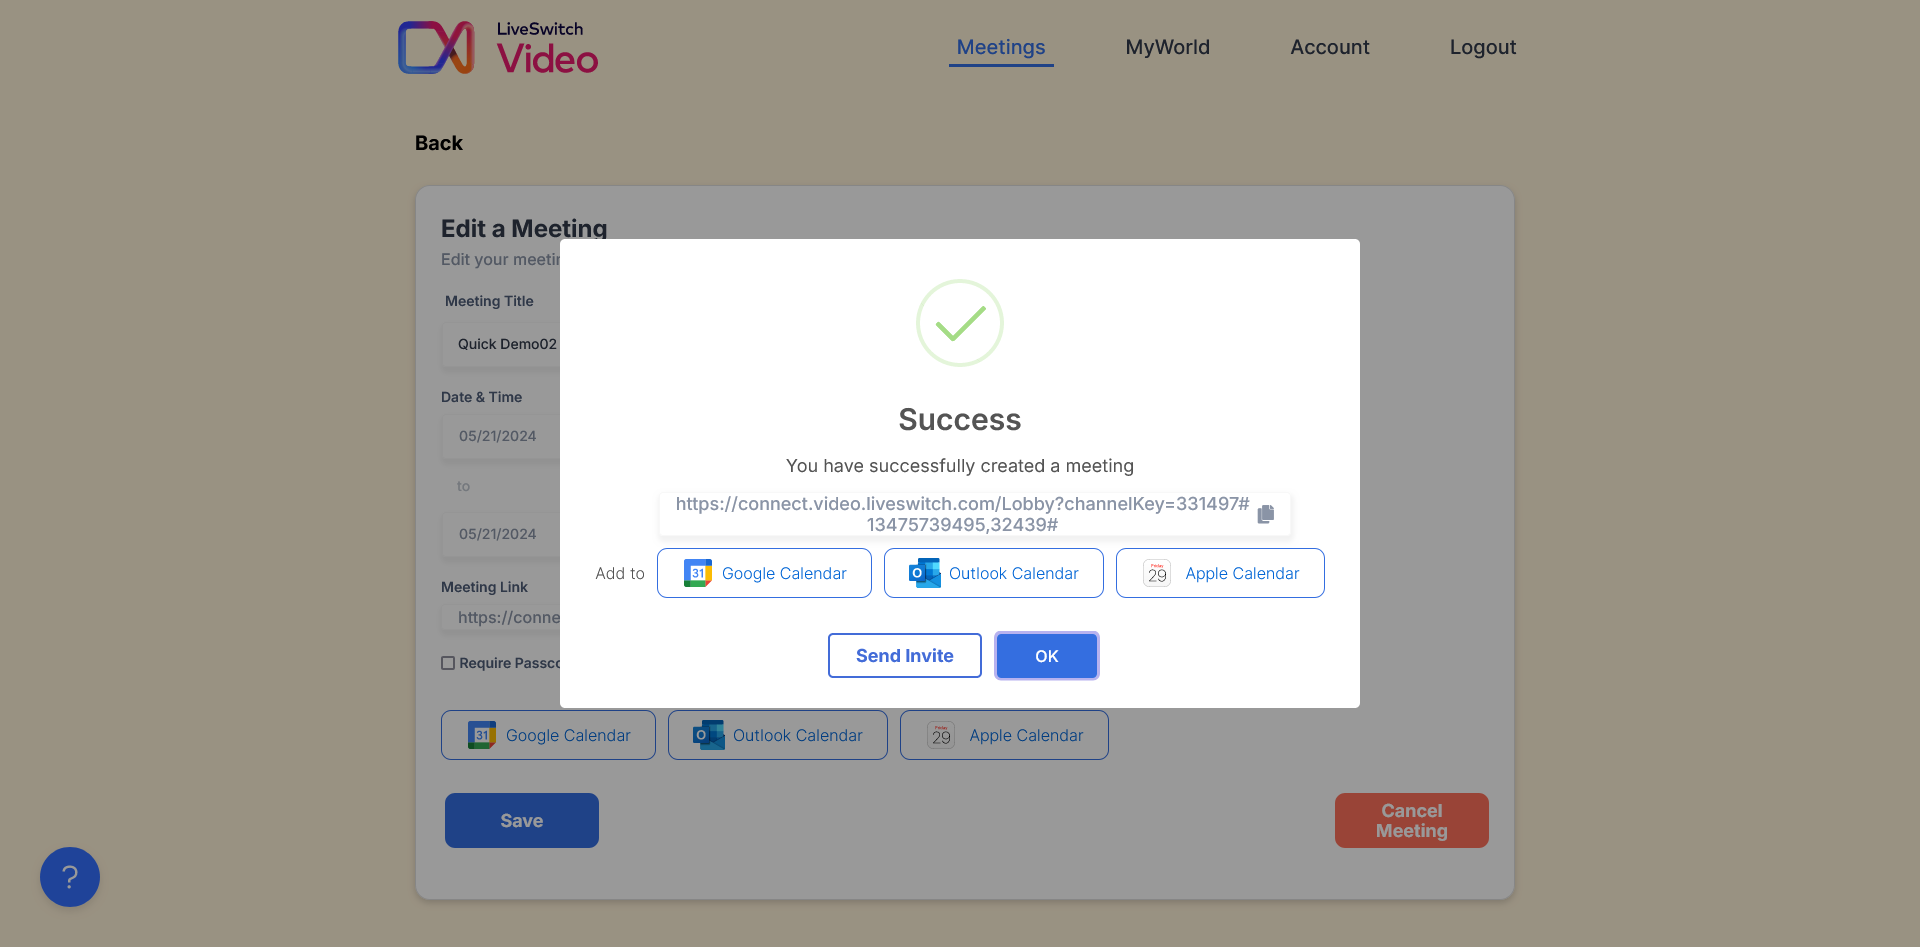 LiveSwitch
Video
Meetings
MyWorld
Account
Logout
Back
Edit a Meeting
Edit your
Meeting Title
Quick Demo02
Date & Time
05/21/2024
to
05/21/2024
Meeting Link
https://conne
Require
Success
You have successfully created a meeting
https://connect.video.liveswitch.com/Lobby?channelKey=331497#
13475739495,32439#
Add to
31
Google Calendar
O
Outlook Calendar
Friday
29
Apple Calendar
Send Invite
OK
31
Google Calendar
O
Outlook Calendar
Friday
29
Apple Calendar
Save
Cancel
Meeting
?